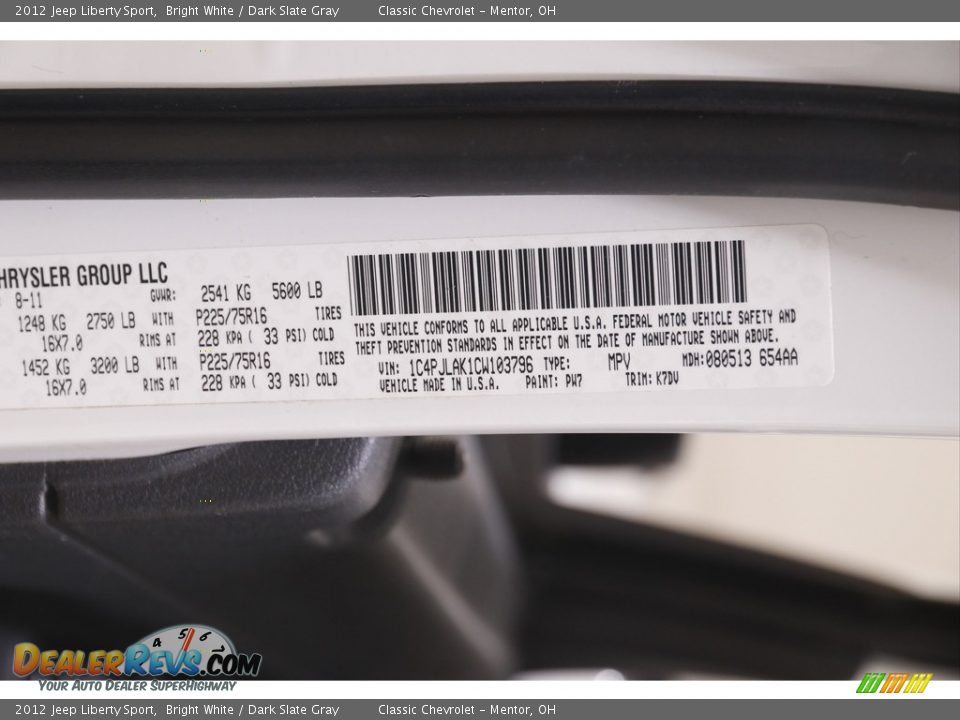 2012 Jeep Liberty Sport, Bright White / Dark Slate Gray Classic Chevrolet - Mentor, OH
HRYSLER GROUP LLC
8-11 GVWR: 2541 KG 5600 LB
1248 KG 2750 LB WITH P225/75R16 TIRES
16X7.0 RIMS AT 228 KPA ( 33 PSI) COLD
1452 KG 3200 LB WITH P225/75R16 TIRES
16X7.0 RIMS AT 228 KPA ( 33 PSI) COLD
THIS VEHICLE CONFORMS TO ALL APPLICABLE U.S.A. FEDERAL MOTOR VEHICLE SAFETY AND
THEFT PREVENTION STANDARDS IN EFFECT ON THE DATE OF MANUFACTURE SHOWN ABOVE.
VIN: 1C4PJLAK1CW103796 TYPE: MPV MDH:080513 654AA
VEHICLE MADE IN U.S.A. PAINT: PW7 TRIM: K7DV
4 5 6
DEALERREVS.COM
YOUR AUTO DEALER SUPERHIGHWAY
2012 Jeep Liberty Sport, Bright White / Dark Slate Gray Classic Chevrolet - Mentor, OH